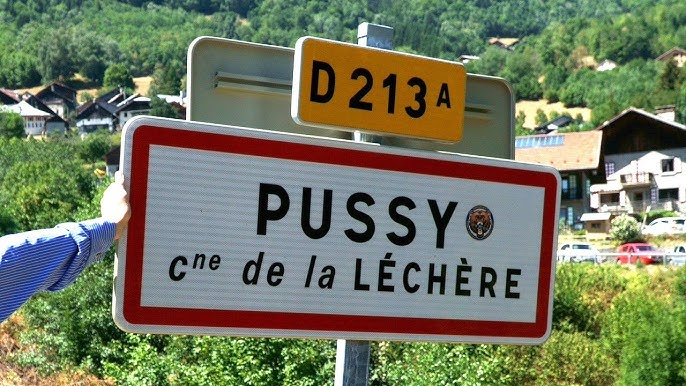 D 213 A
PUSSY
Cne de la LÉCHÈRE